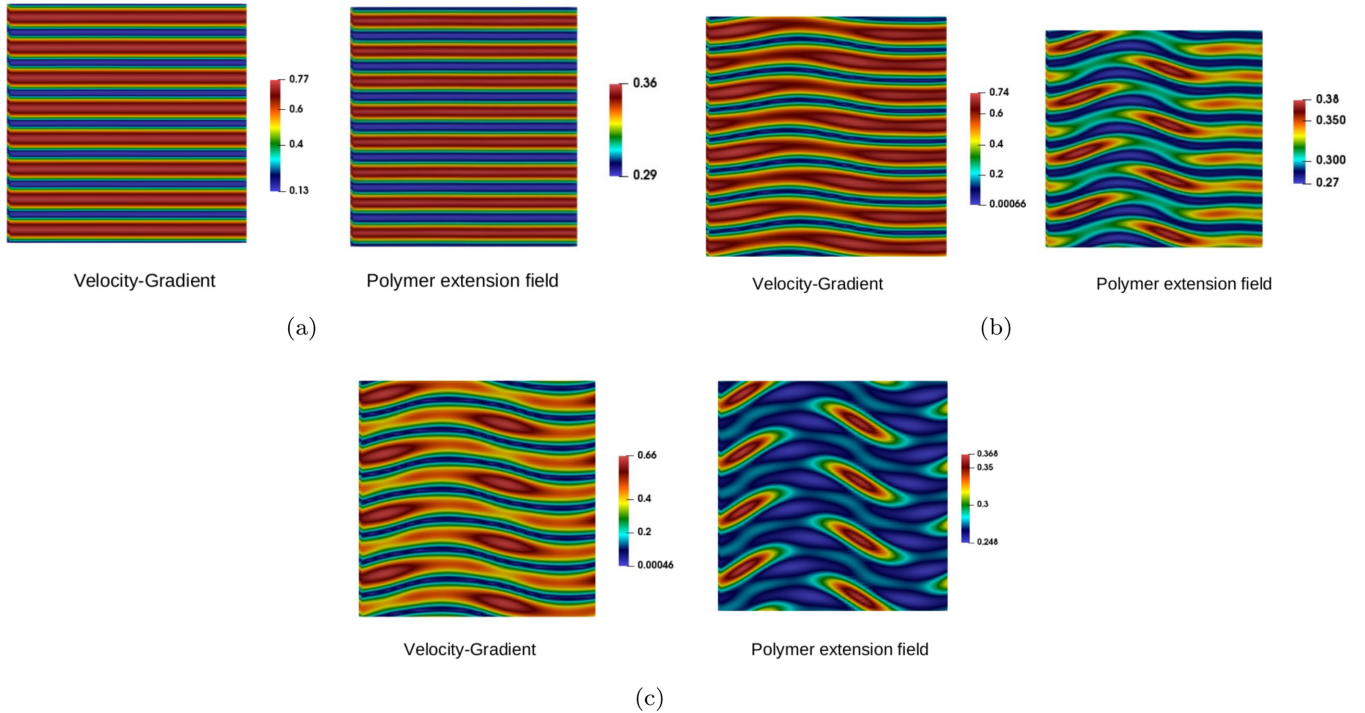 0.77
0.6
0.4
0.13
Velocity-Gradient
0.36
0.29
Polymer extension field
(a)
0.74
0.6
0.4
0.2
0.00066
Velocity-Gradient
0.38
0.350
0.300
0.27
Polymer extension field
(b)
0.66
0.4
0.2
0.00046
Velocity-Gradient
0.368
0.35
0.3
0.248
Polymer extension field
(c)